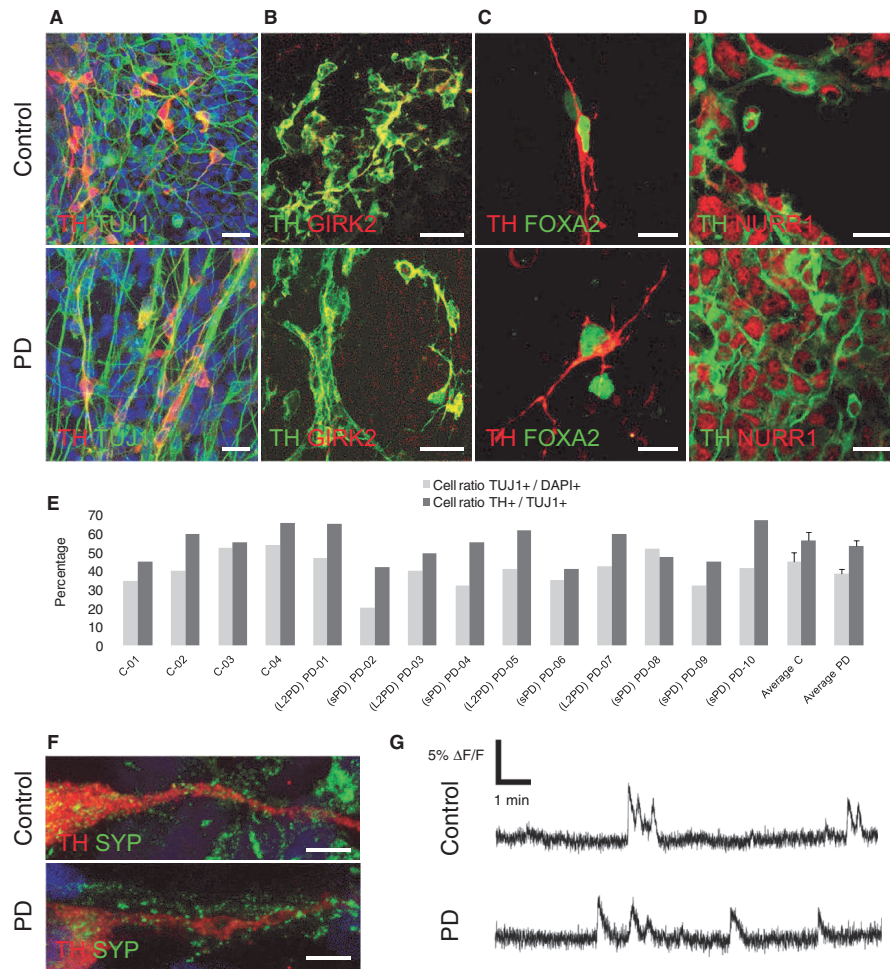 A
B
C
D
Control
TH TUJ1
TH GIRK2
TH FOXA2
TH NURR1
PD
TH TUJ1
TH GIRK2
TH FOXA2
TH NURR1
E
Cell ratio TUJ1+ / DAPI+
Cell ratio TH+ / TUJ1+
Percentage
70
60
50
40
30
20
10
0
C-01
C-02
C-03
C-04
(L2PD) PD-01
(sPD) PD-02
(L2PD) PD-03
(sPD) PD-04
(L2PD) PD-05
(sPD) PD-06
(L2PD) PD-07
(sPD) PD-08
(sPD) PD-09
(sPD) PD-10
Average C
Average PD
F
Control
TH SYP
PD
TH SYP
G
5% ΔF/F
1 min
Control
PD